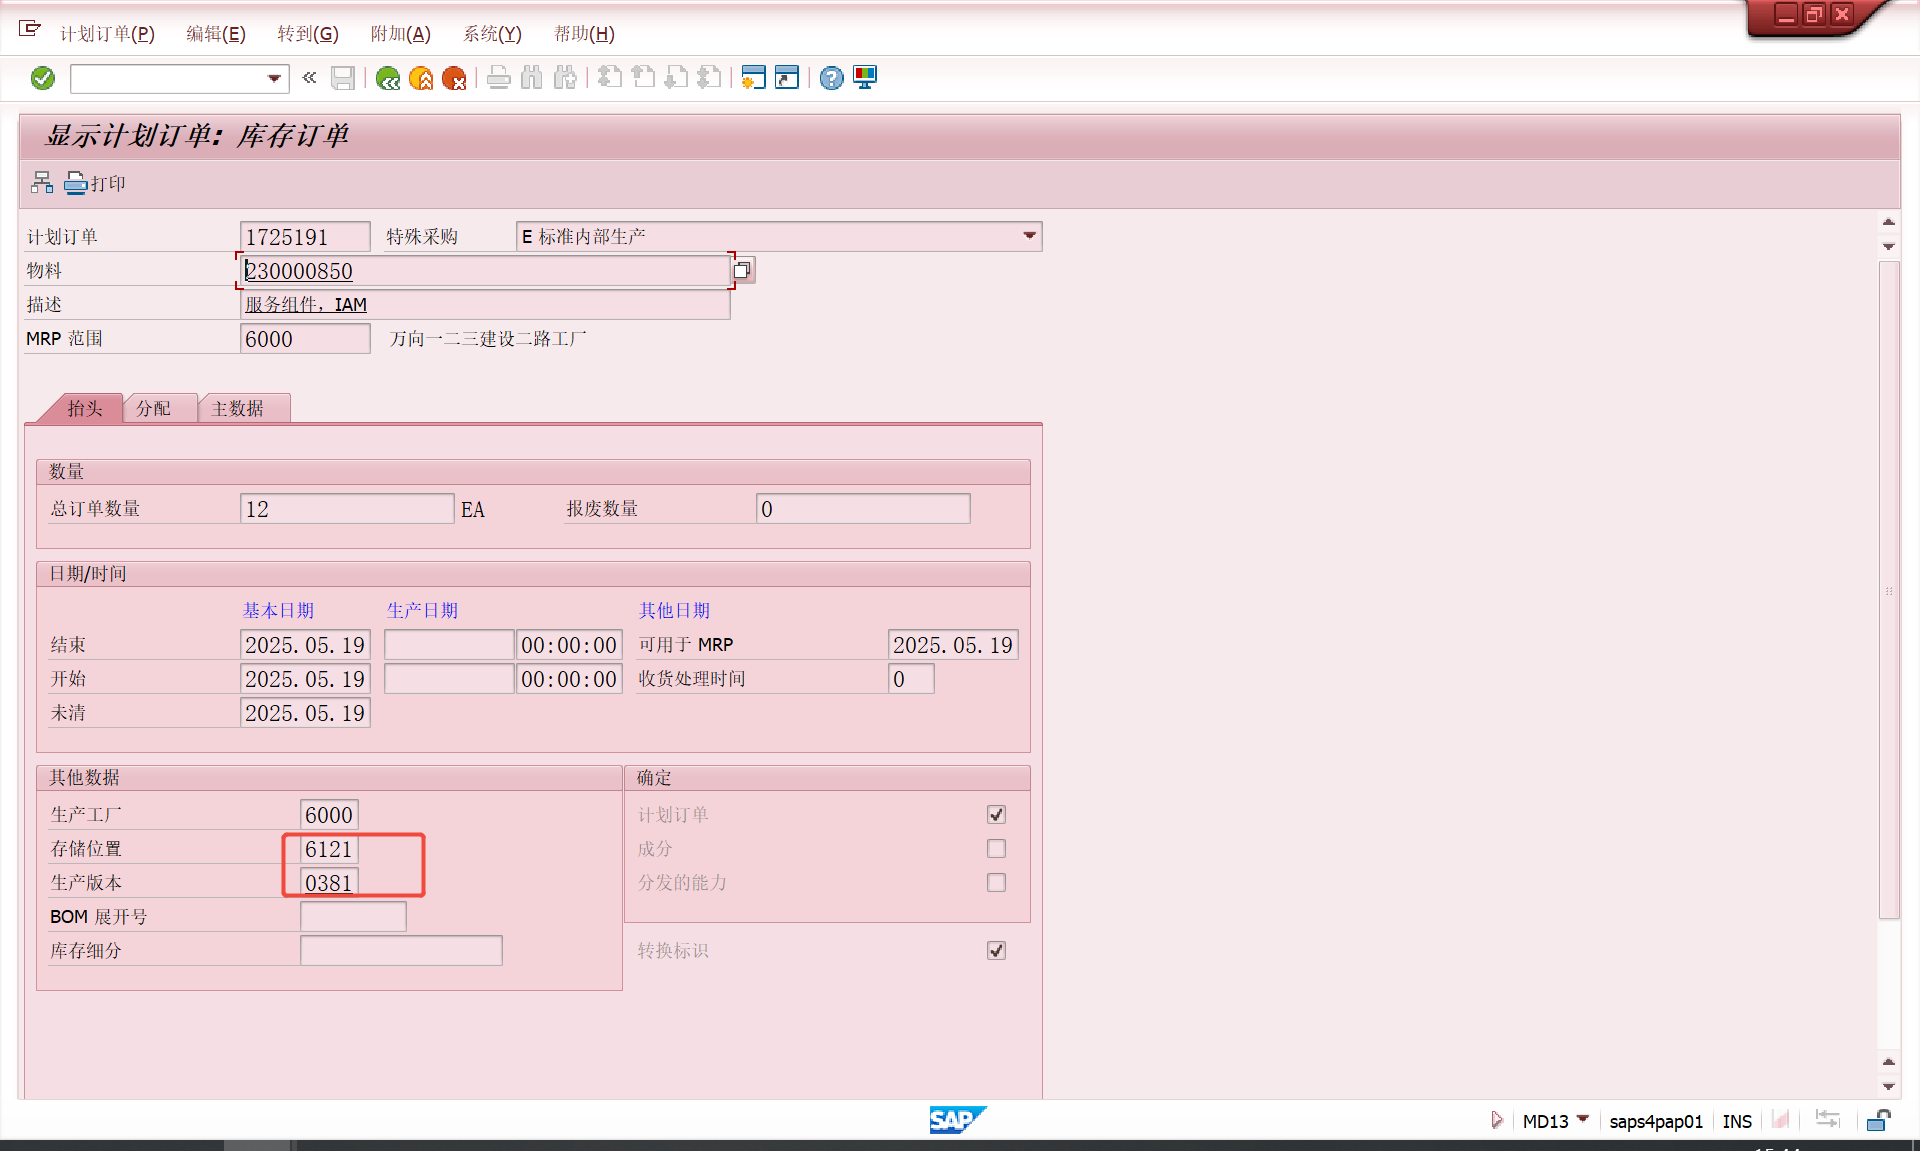 计划订单(P) 编辑(E) 转到(G) 附加(A) 系统(Y) 帮助(H)
显示计划订单: 库存订单
打印
计划订单 1725191 特殊采购 E 标准内部生产
物料 230000850
描述 服务组件, IAM
MRP 范围 6000 万向一二三建设二路工厂
抬头 分配 主数据
数量
总订单数量 12 EA 报废数量 0
日期/时间
基本日期 生产日期 其他日期
结束 2025.05.19 00:00:00 可用于 MRP 2025.05.19
开始 2025.05.19 00:00:00 收货处理时间 0
未清 2025.05.19
其他数据 确定
生产工厂 6000 计划订单
存储位置 6121 成分
生产版本 0381 分发的能力
BOM 展开号
库存细分 转换标识
SAP MD13 saps4pap01 INS